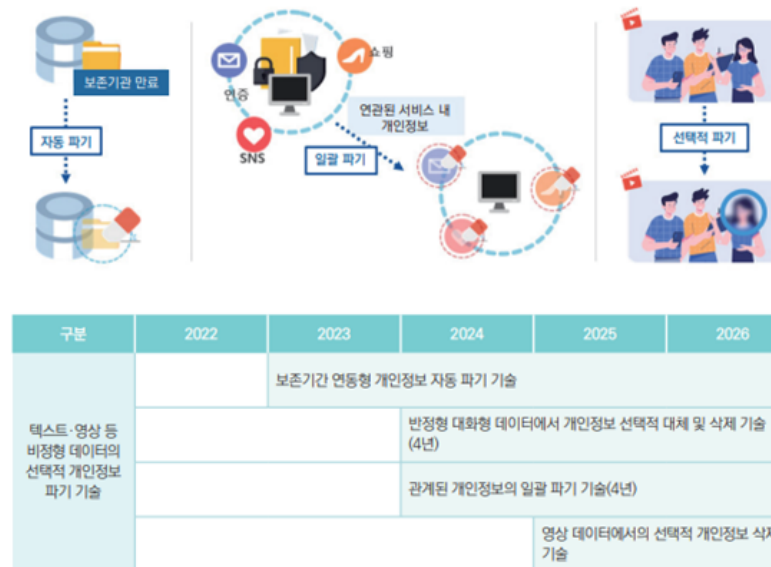 보존기관 만료
자동 파기
쇼핑
인증
SNS
연관된 서비스 내
개인정보
일괄 파기
선택적 파기
구분 2022 2023 2024 2025 2026
텍스트·영상 등
비정형 데이터의
선택적 개인정보
파기 기술
보존기간 연동형 개인정보 자동 파기 기술
반정형 대화형 데이터에서 개인정보 선택적 대체 및 삭제 기술
(4년)
관계된 개인정보의 일괄 파기 기술(4년)
영상 데이터에서의 선택적 개인정보
기술